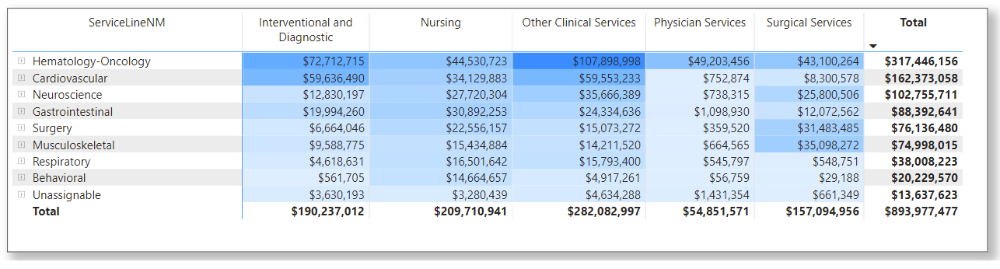 ServiceLineNM Interventional and Diagnostic Nursing Other Clinical Services Physician Services Surgical Services Total
Hematology-Oncology $72,712,715 $44,530,723 $107,898,998 $49,203,456 $43,100,264 $317,446,156
Cardiovascular $59,636,490 $34,129,883 $59,553,233 $752,874 $8,300,578 $162,373,058
Neuroscience $12,830,197 $27,720,304 $35,666,389 $738,315 $25,800,506 $102,755,711
Gastrointestinal $19,994,260 $30,892,253 $24,334,636 $1,098,930 $12,072,562 $88,392,641
Surgery $6,664,046 $22,556,157 $15,073,272 $359,520 $31,483,485 $76,136,480
Musculoskeletal $9,588,775 $15,434,884 $14,211,520 $664,565 $35,098,272 $74,998,015
Respiratory $4,618,631 $16,501,642 $15,793,400 $545,797 $548,751 $38,008,223
Behavioral $561,705 $14,664,657 $4,917,261 $56,759 $29,188 $20,229,570
Unassignable $3,630,193 $3,280,439 $4,634,288 $1,431,354 $661,349 $13,637,623
Total $190,237,012 $209,710,941 $282,082,997 $54,851,571 $157,094,956 $893,977,477